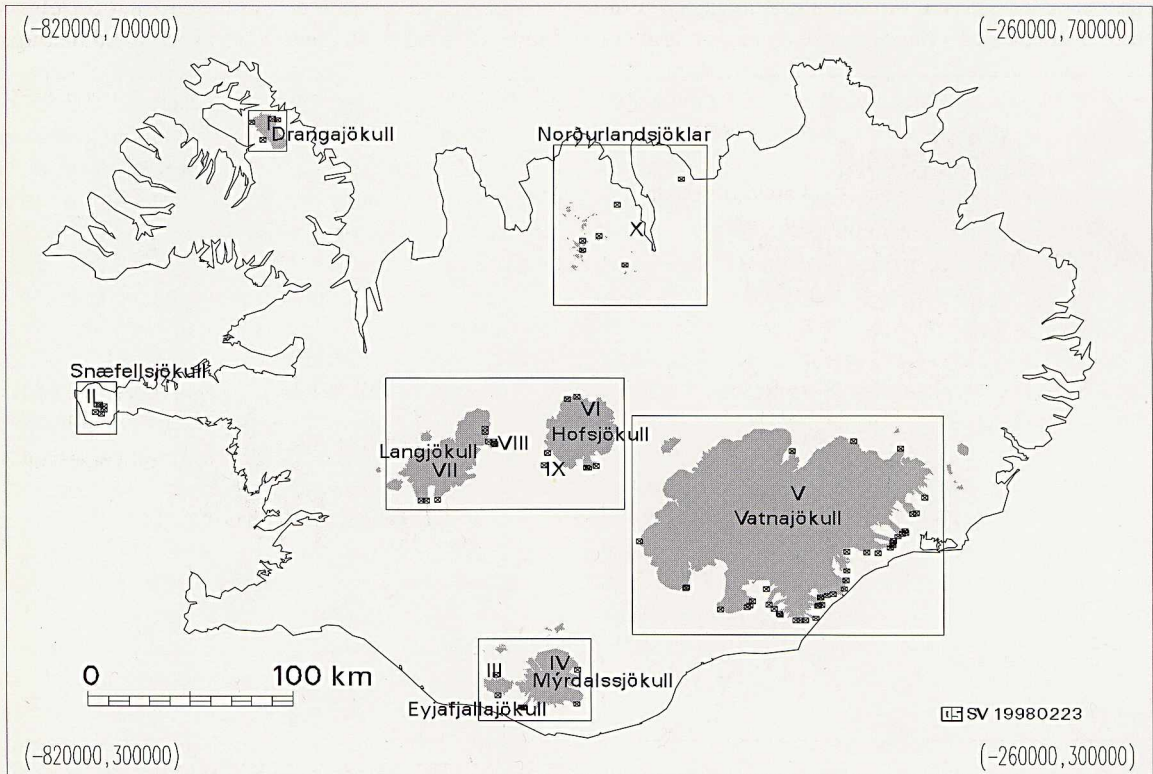 (-820000,700000)
(-260000,700000)
I
Drangajökull
Norðurlandsjöklar
X
Snæfellsjökull
II
VI
Hofsjökull
Langjökull
VII
VIII
IX
V
Vatnajökull
0 100 km
III
IV
Mýrdalssjökull
Eyjafjallajökull
SV 19980223
(-820000,300000)
(-260000,300000)